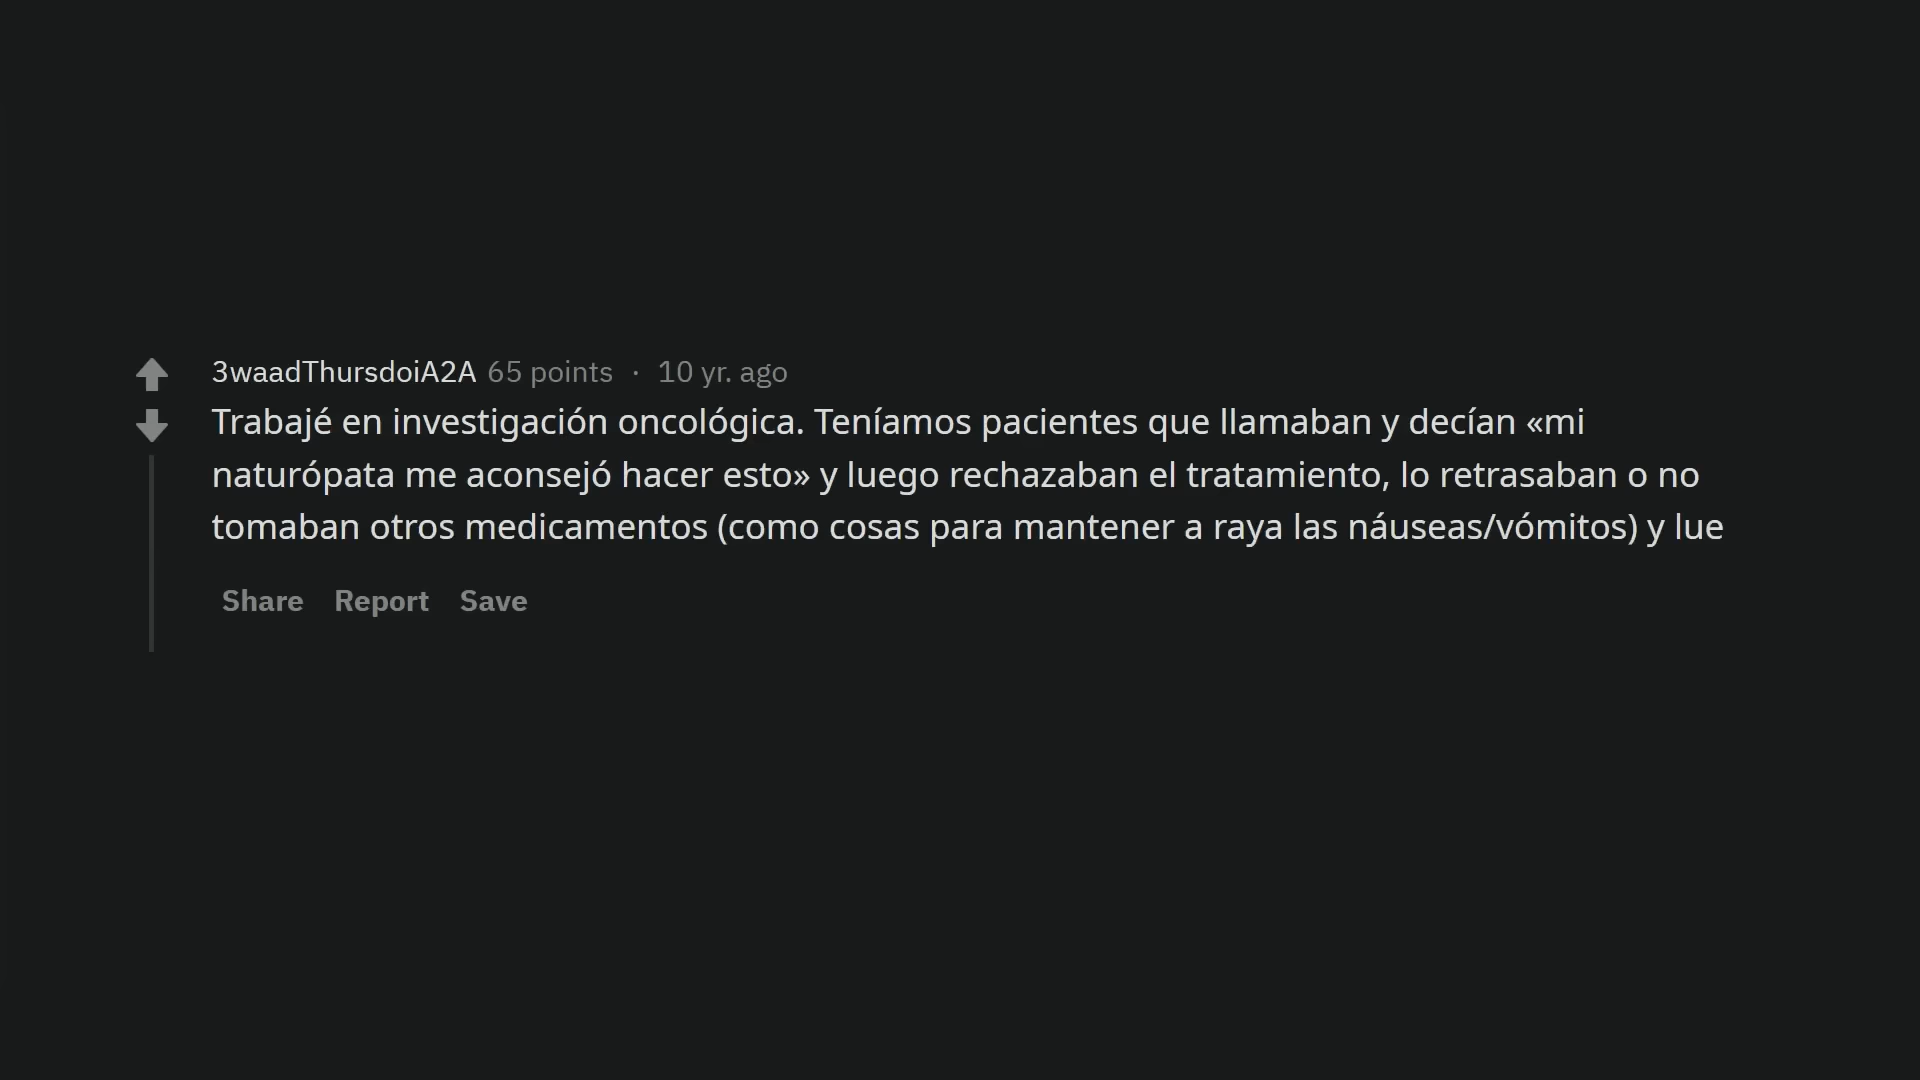 3waadThursdoiA2A 65 points · 10 yr. ago
Trabajé en investigación oncológica. Teníamos pacientes que llamaban y decían «mi
naturópata me aconsejó hacer esto» y luego rechazaban el tratamiento, lo retrasaban o no
tomaban otros medicamentos (como cosas para mantener a raya las náuseas/vómitos) y lue
Share Report Save